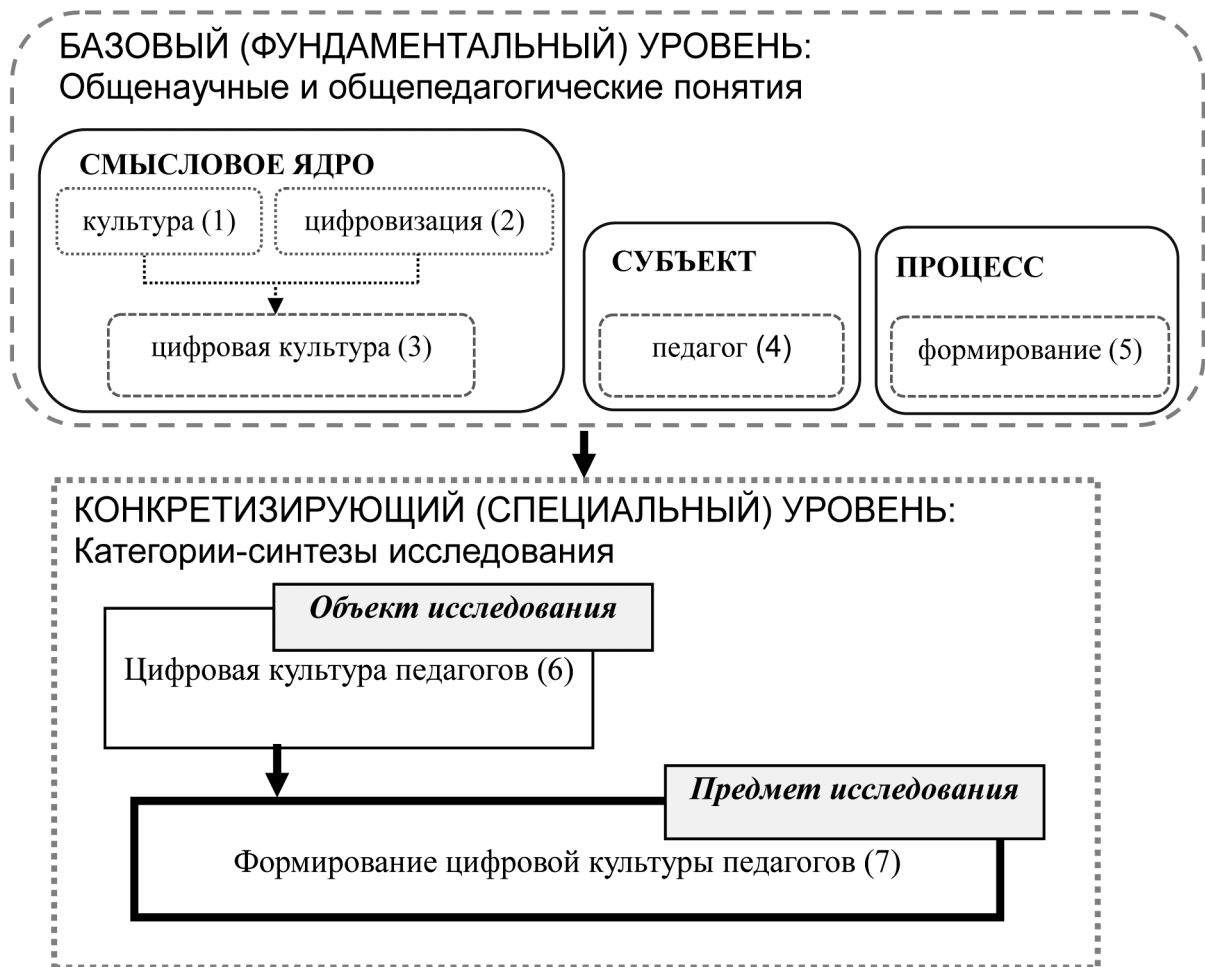 БАЗОВЫЙ (ФУНДАМЕНТАЛЬНЫЙ) УРОВЕНЬ:
Общенаучные и общепедагогические понятия
СМЫСЛОВОЕ ЯДРО
культура (1)
цифровизация (2)
цифровая культура (3)
СУБЪЕКТ
педагог (4)
ПРОЦЕСС
формирование (5)
КОНКРЕТИЗИРУЮЩИЙ (СПЕЦИАЛЬНЫЙ) УРОВЕНЬ:
Категории-синтезы исследования
Объект исследования
Цифровая культура педагогов (6)
Предмет исследования
Формирование цифровой культуры педагогов (7)